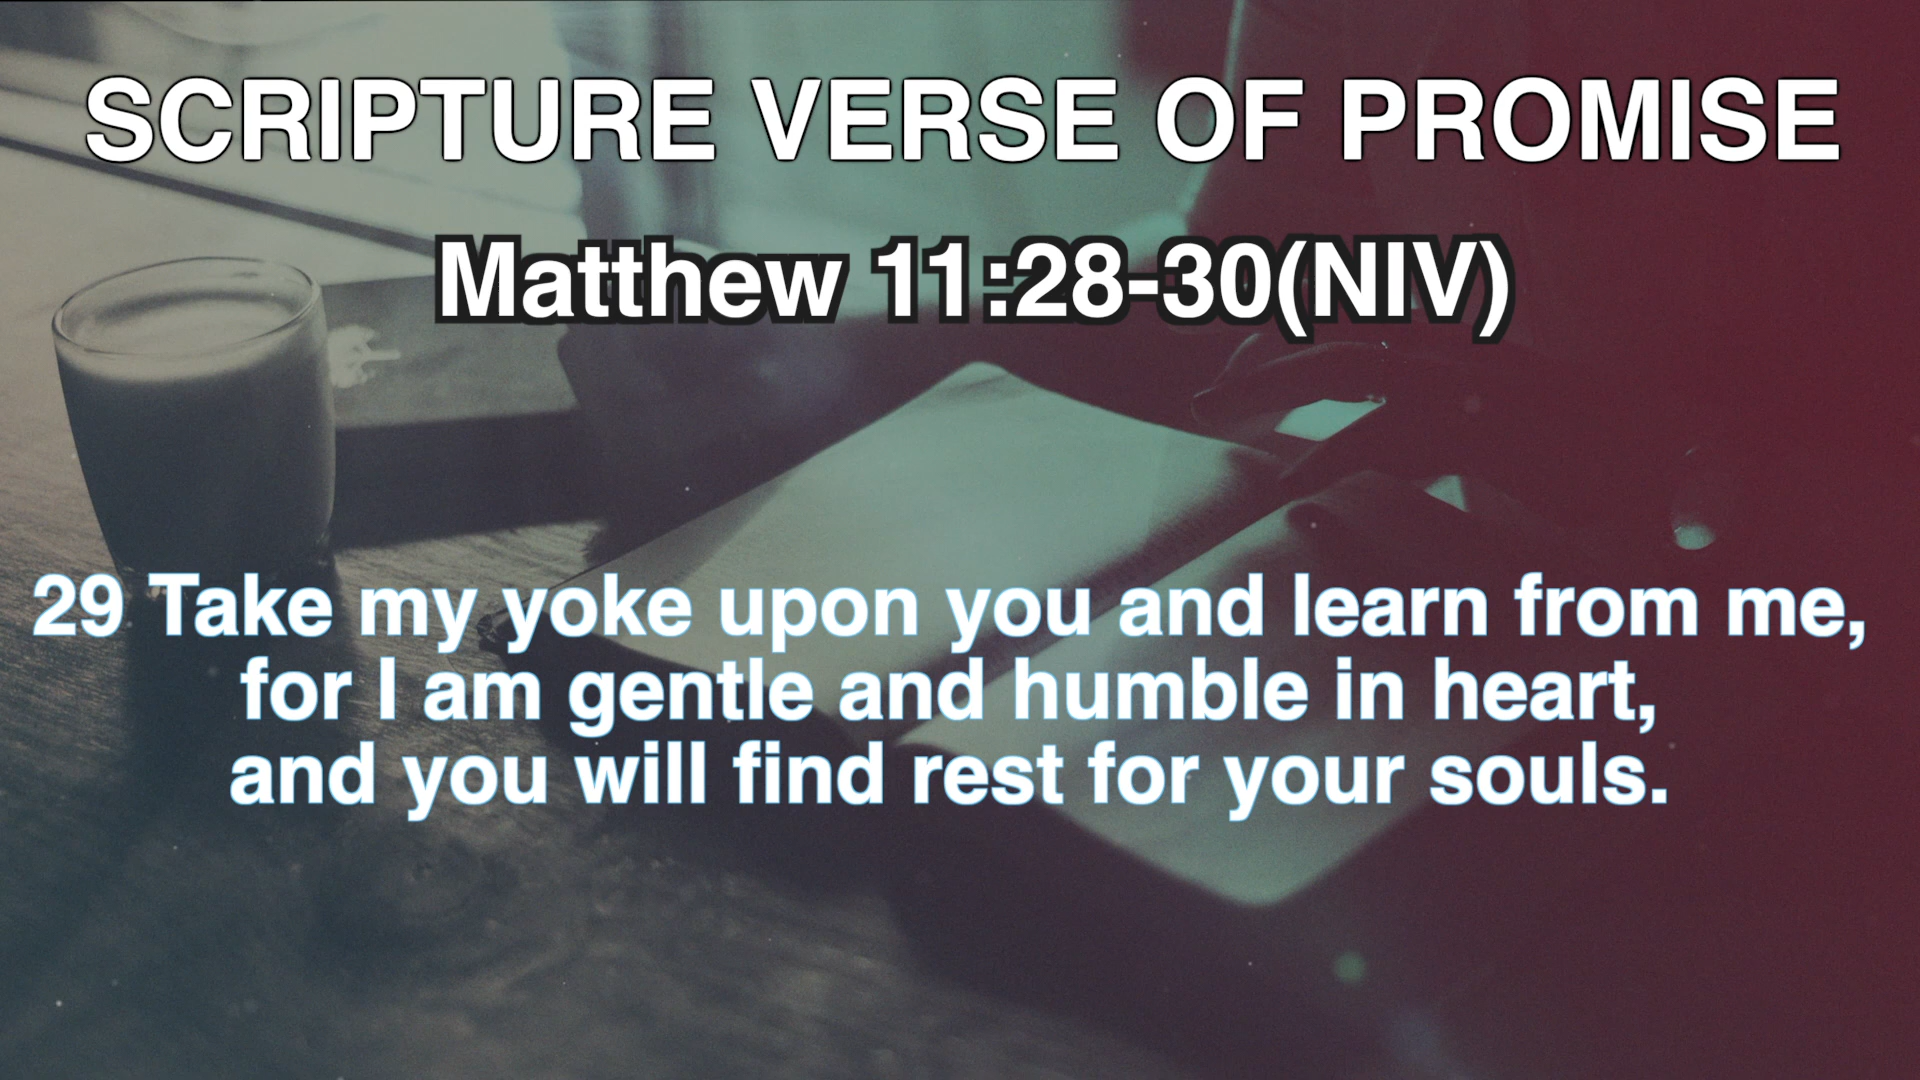 SCRIPTURE VERSE OF PROMISE
Matthew 11:28-30(NIV)
29 Take my yoke upon you and learn from me,
for I am gentle and humble in heart,
and you will find rest for your souls.